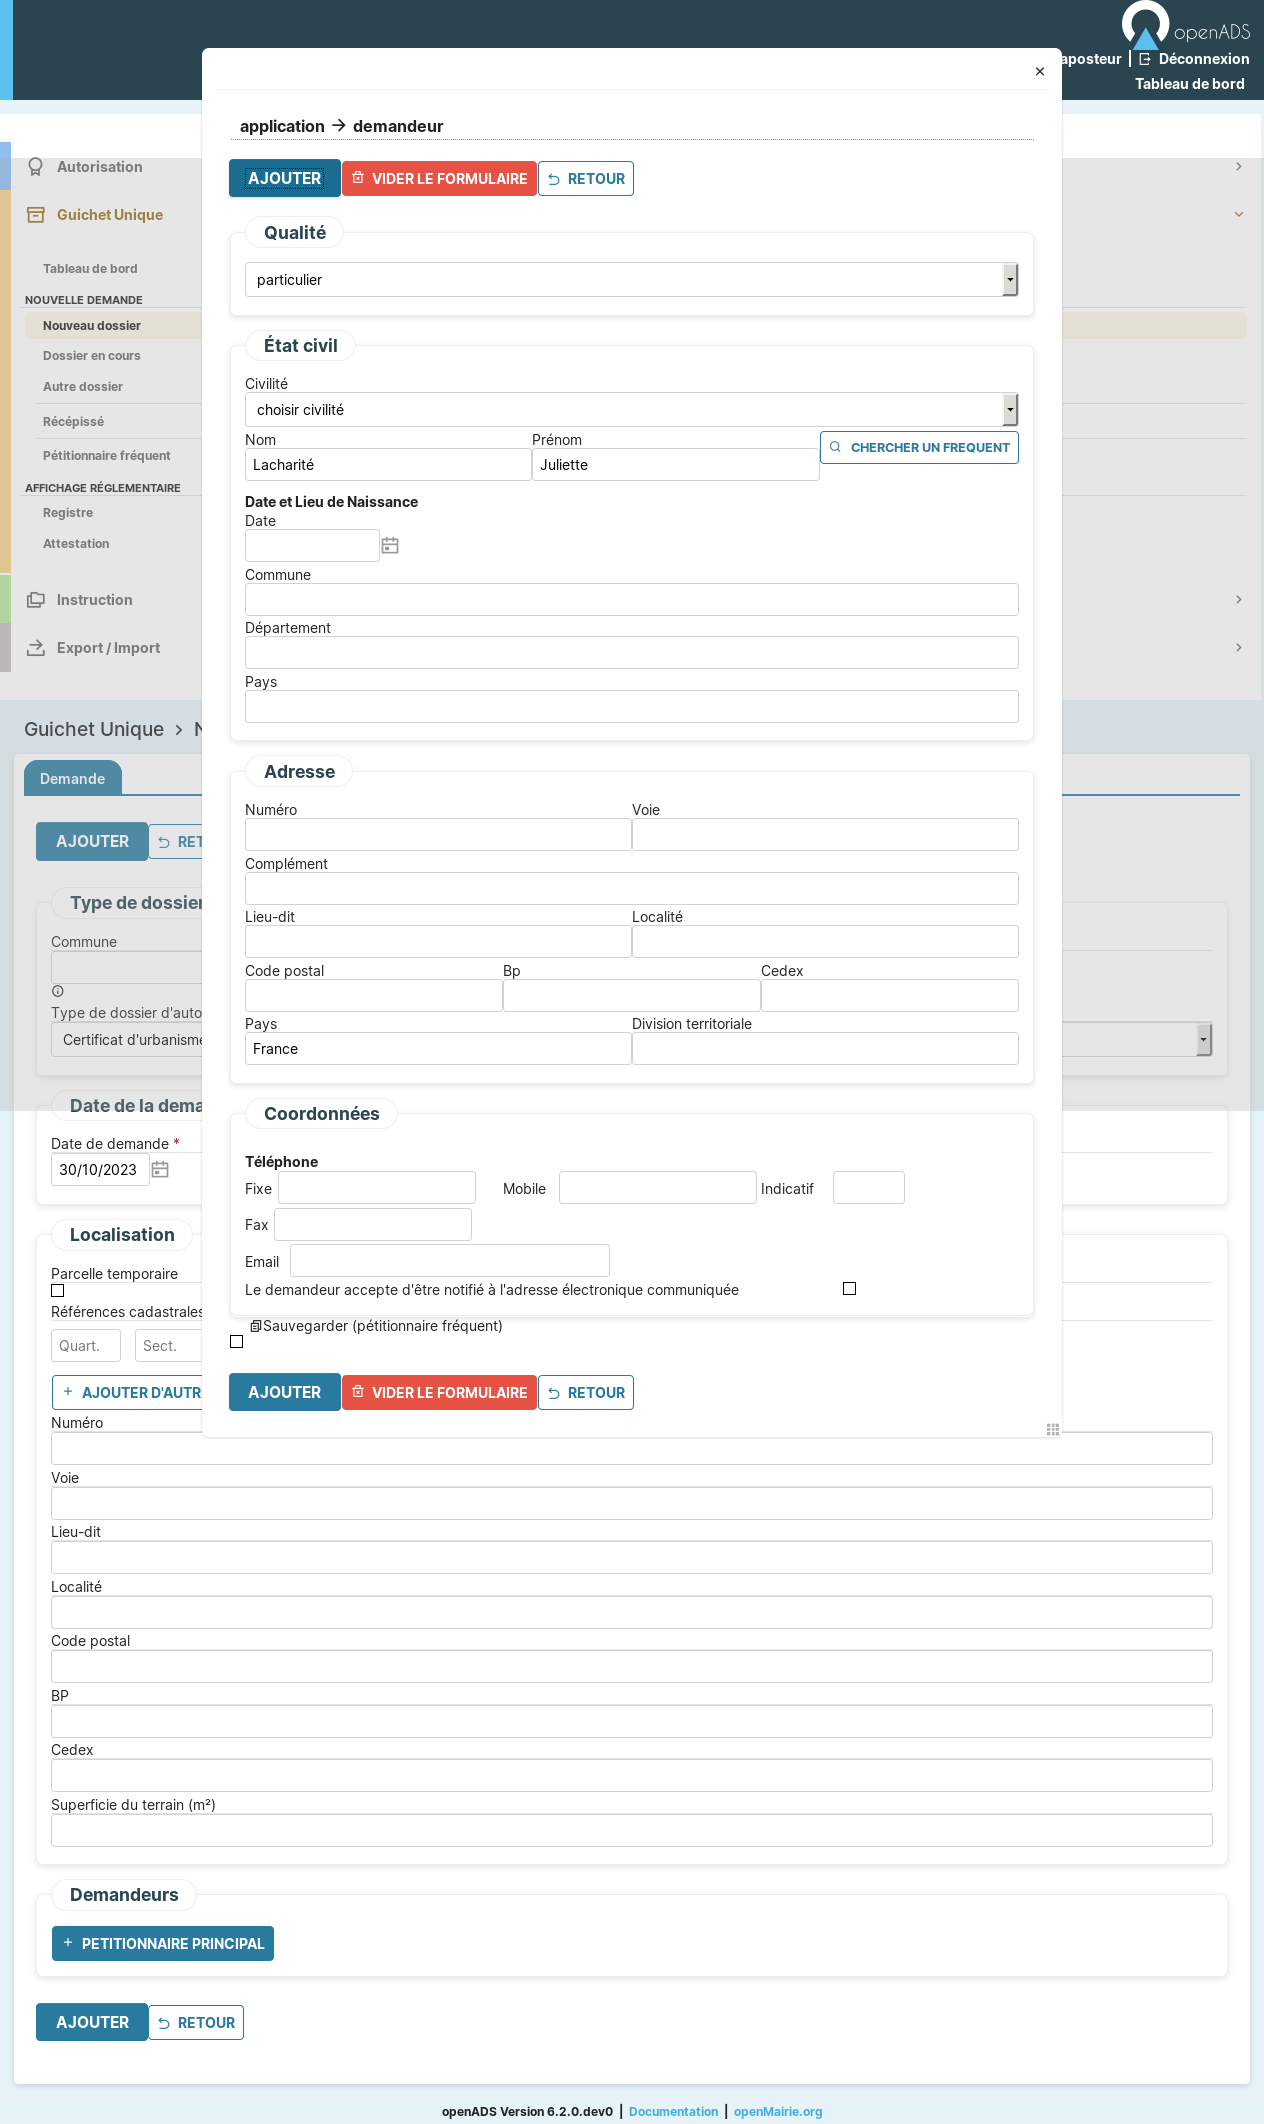 openADS
aposteur | Déconnexion
Tableau de bord
Autorisation
Guichet Unique
Tableau de bord
NOUVELLE DEMANDE
Nouveau dossier
Dossier en cours
Autre dossier
Récépissé
Pétitionnaire fréquent
AFFICHAGE RÉGLEMENTAIRE
Registre
Attestation
Instruction
Export / Import
Guichet Unique > N
Demande
AJOUTER
RET
Type de dossier
Commune
Type de dossier d'auto
Certificat d'urbanisme
Date de la dema
Date de demande *
30/10/2023
Localisation
Parcelle temporaire
Références cadastrales
Quart. Sect.
+ AJOUTER D'AUTR
Numéro
Voie
Lieu-dit
Localité
Code postal
BP
Cedex
Superficie du terrain (m²)
Demandeurs
+ PETITIONNAIRE PRINCIPAL
AJOUTER RETOUR
×
application → demandeur
AJOUTER VIDER LE FORMULAIRE RETOUR
Qualité
particulier
État civil
Civilité
choisir civilité
Nom Prénom
Lacharité Juliette CHERCHER UN FREQUENT
Date et Lieu de Naissance
Date
Commune
Département
Pays
Adresse
Numéro Voie
Complément
Lieu-dit Localité
Code postal Bp Cedex
Pays Division territoriale
France
Coordonnées
Téléphone
Fixe Mobile Indicatif
Fax
Email
Le demandeur accepte d'être notifié à l'adresse électronique communiquée
Sauvegarder (pétitionnaire fréquent)
AJOUTER VIDER LE FORMULAIRE RETOUR
openADS Version 6.2.0.dev0 | Documentation | openMairie.org